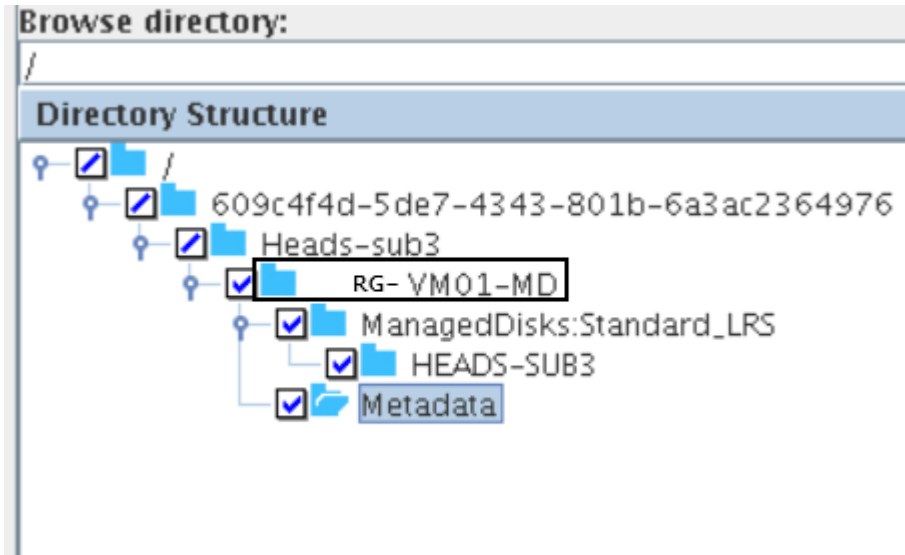 Browse directory:
/
Directory Structure
/
609c4f4d-5de7-4343-801b-6a3ac2364976
Heads-sub3
RG- VM01-MD
ManagedDisks:Standard_LRS
HEADS-SUB3
Metadata